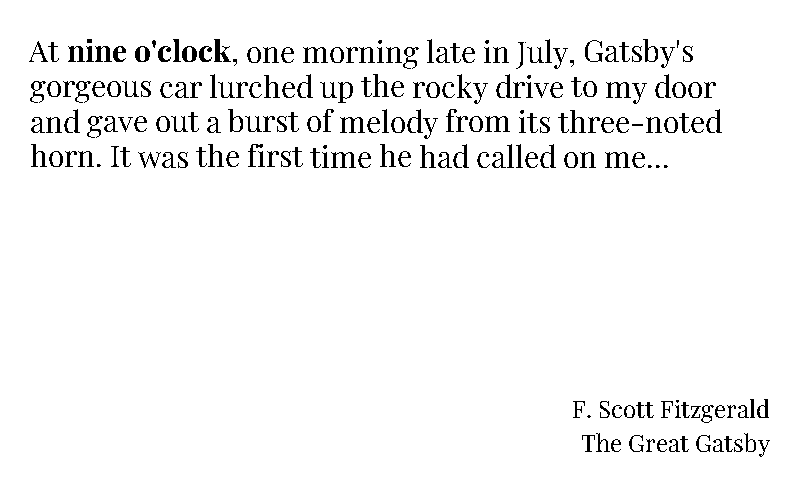 At nine o'clock, one morning late in July, Gatsby's
gorgeous car lurched up the rocky drive to my door
and gave out a burst of melody from its three-noted
horn. It was the first time he had called on me...
F. Scott Fitzgerald
The Great Gatsby